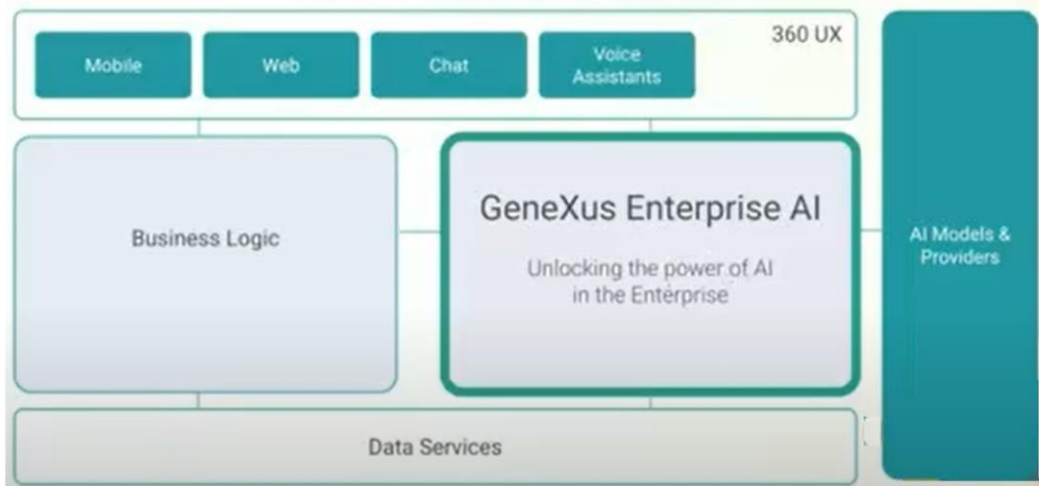 360 UX
Mobile
Web
Chat
Voice
Assistants
Business Logic
GeneXus Enterprise AI
Unlocking the power of AI
in the Enterprise
AI Models &
Providers
Data Services